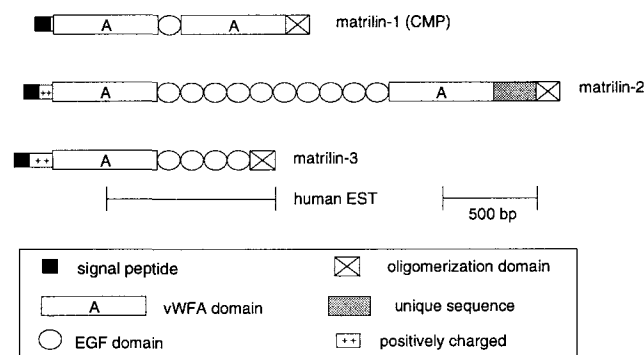 A A matrilin-1 (CMP)
++ A A matrilin-2
++ A matrilin-3
human EST 500 bp
signal peptide oligomerization domain
A vWFA domain unique sequence
EGF domain ++ positively charged